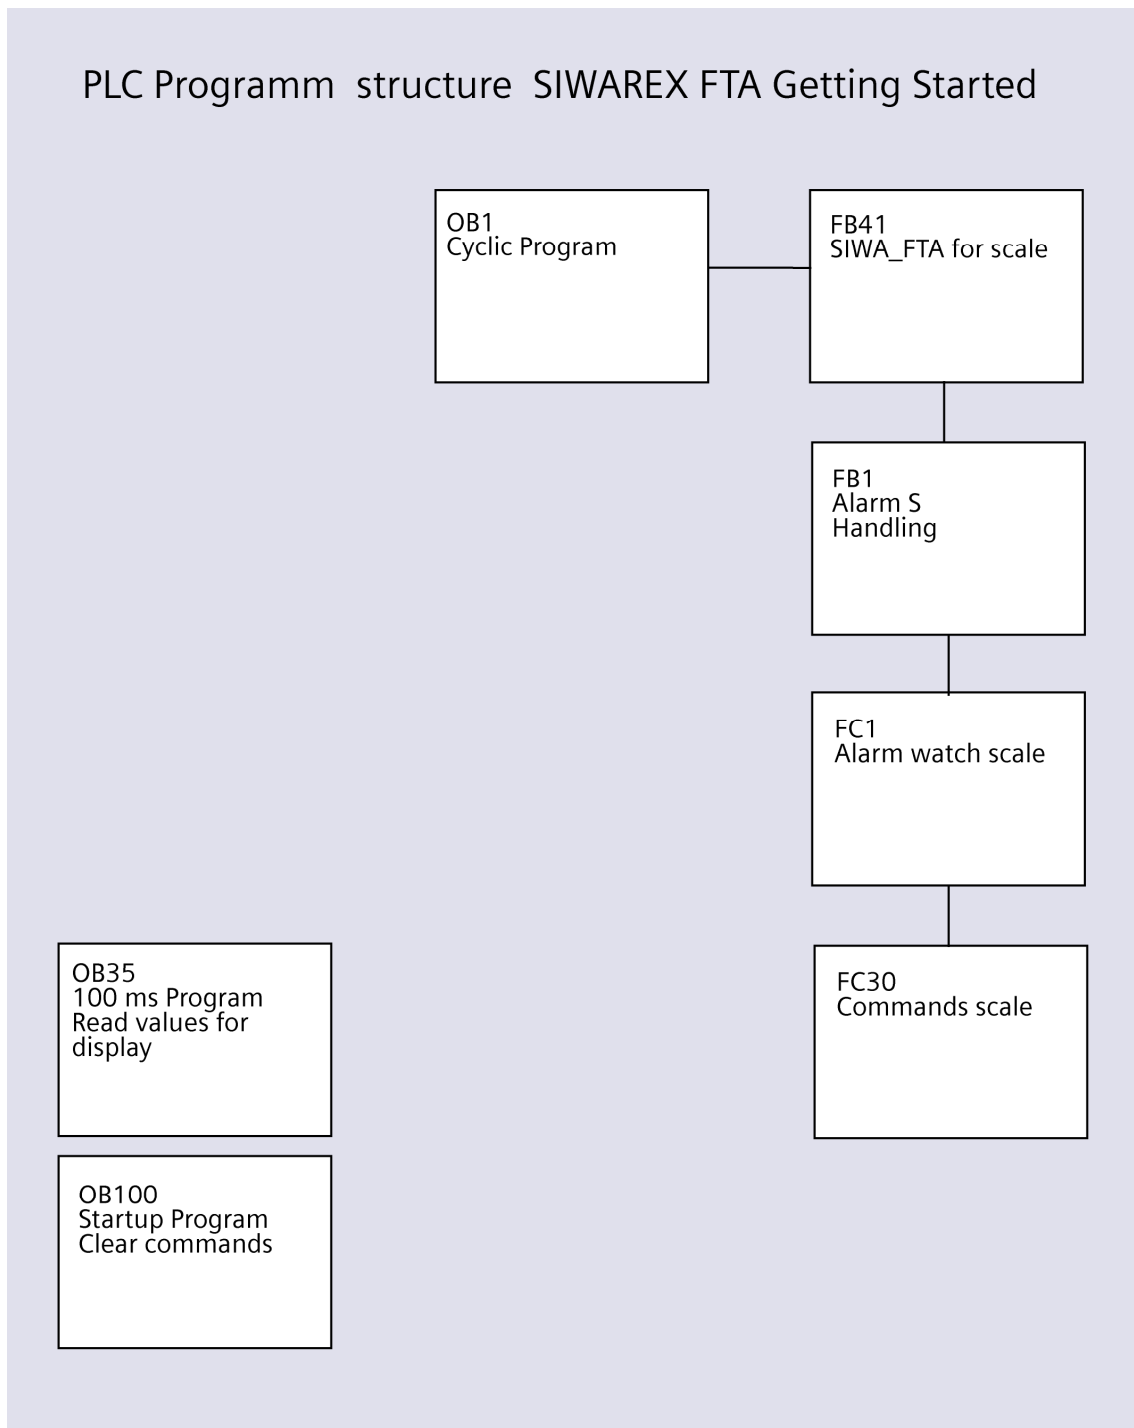 PLC Programm structure SIWAREX FTA Getting Started
OB1
Cyclic Program
FB41
SIWA_FTA for scale
FB1
Alarm S
Handling
FC1
Alarm watch scale
OB35
100 ms Program
Read values for
display
FC30
Commands scale
OB100
Startup Program
Clear commands